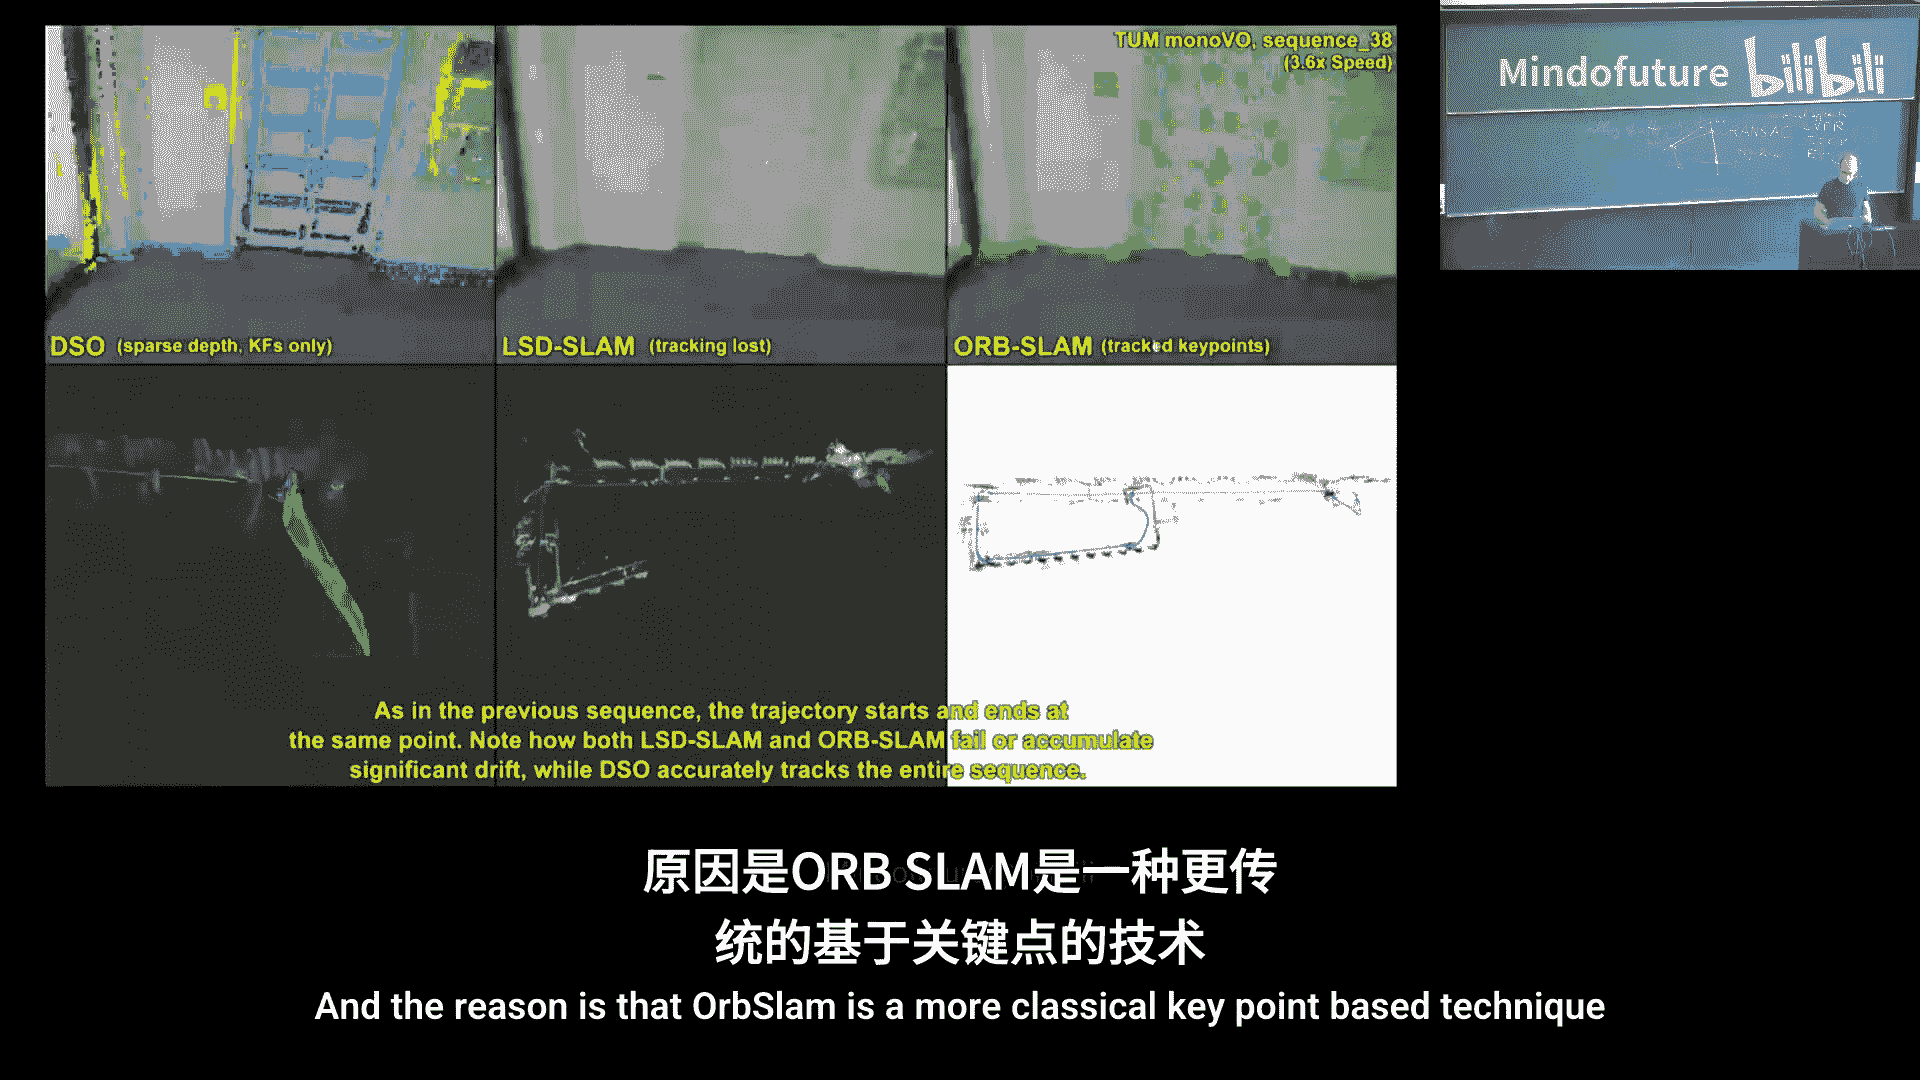 TUM monoVO, sequence_38
(3.6x Speed)
Mindofuture bilibili
RANSAC
DSO (sparse depth, KFs only)
LSD-SLAM (tracking lost)
ORB-SLAM (tracked keypoints)
As in the previous sequence, the trajectory starts and ends at
the same point. Note how both LSD-SLAM and ORB-SLAM fail or accumulate
significant drift, while DSO accurately tracks the entire sequence.
原因是ORB SLAM是一种更传
统的基于关键点的技术
And the reason is that OrbSlam is a more classical key point based technique